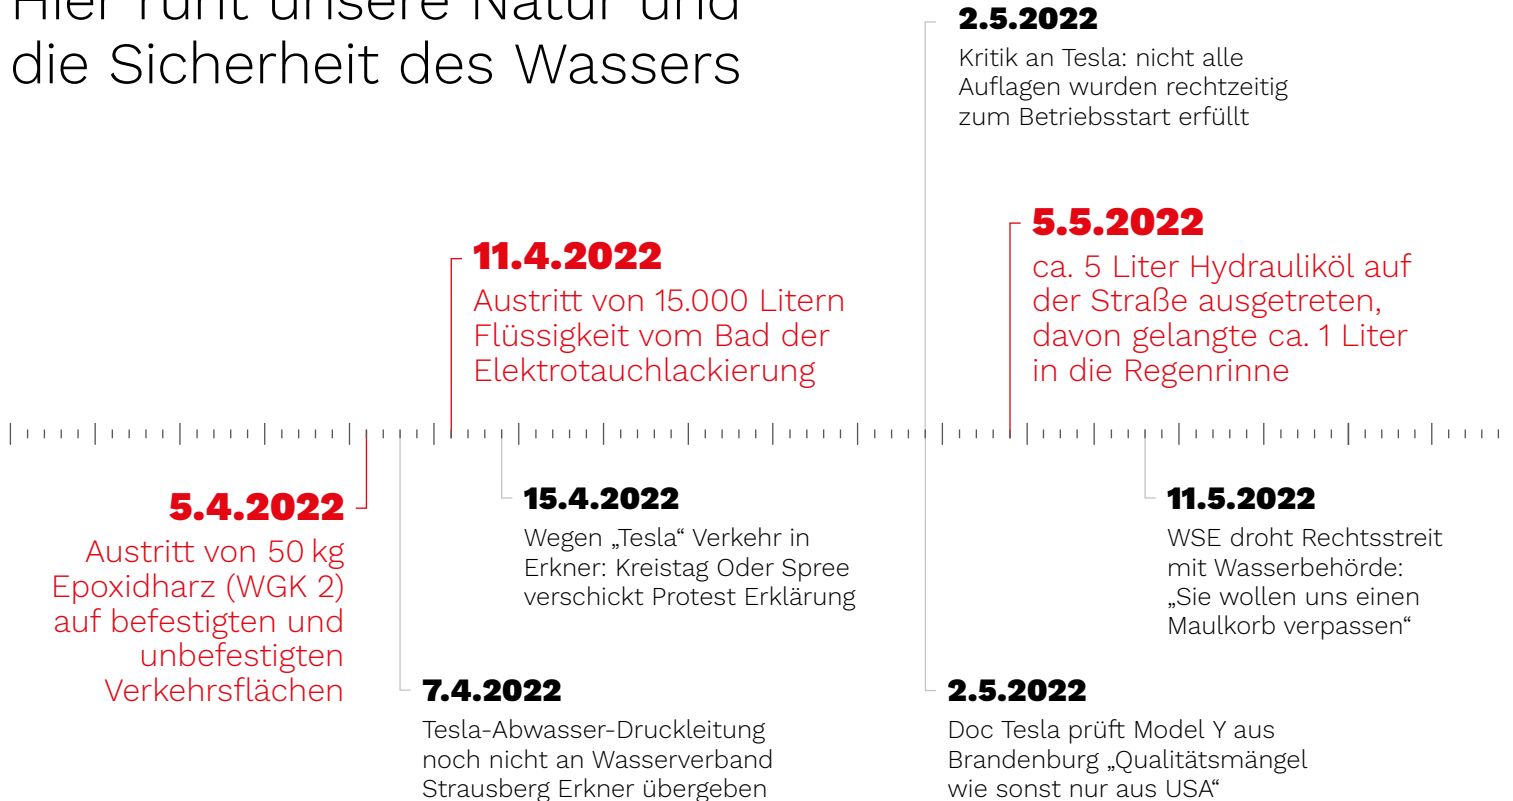 Hier ruht unsere Natur und
die Sicherheit des Wassers
2.5.2022
Kritik an Tesla: nicht alle
Auflagen wurden rechtzeitig
zum Betriebsstart erfüllt
11.4.2022
Austritt von 15.000 Litern
Flüssigkeit vom Bad der
Elektrotauchlackierung
5.5.2022
ca. 5 Liter Hydrauliköl auf
der Straße ausgetreten,
davon gelangte ca. 1 Liter
in die Regenrinne
5.4.2022
Austritt von 50 kg
Epoxidharz (WGK 2)
auf befestigten und
unbefestigten
Verkehrsflächen
15.4.2022
Wegen „Tesla“ Verkehr in
Erkner: Kreistag Oder Spree
verschickt Protest Erklärung
11.5.2022
WSE droht Rechtsstreit
mit Wasserbehörde:
„Sie wollen uns einen
Maulkorb verpassen“
7.4.2022
Tesla-Abwasser-Druckleitung
noch nicht an Wasserverband
Strausberg Erkner übergeben
2.5.2022
Doc Tesla prüft Model Y aus
Brandenburg „Qualitätsmängel
wie sonst nur aus USA“